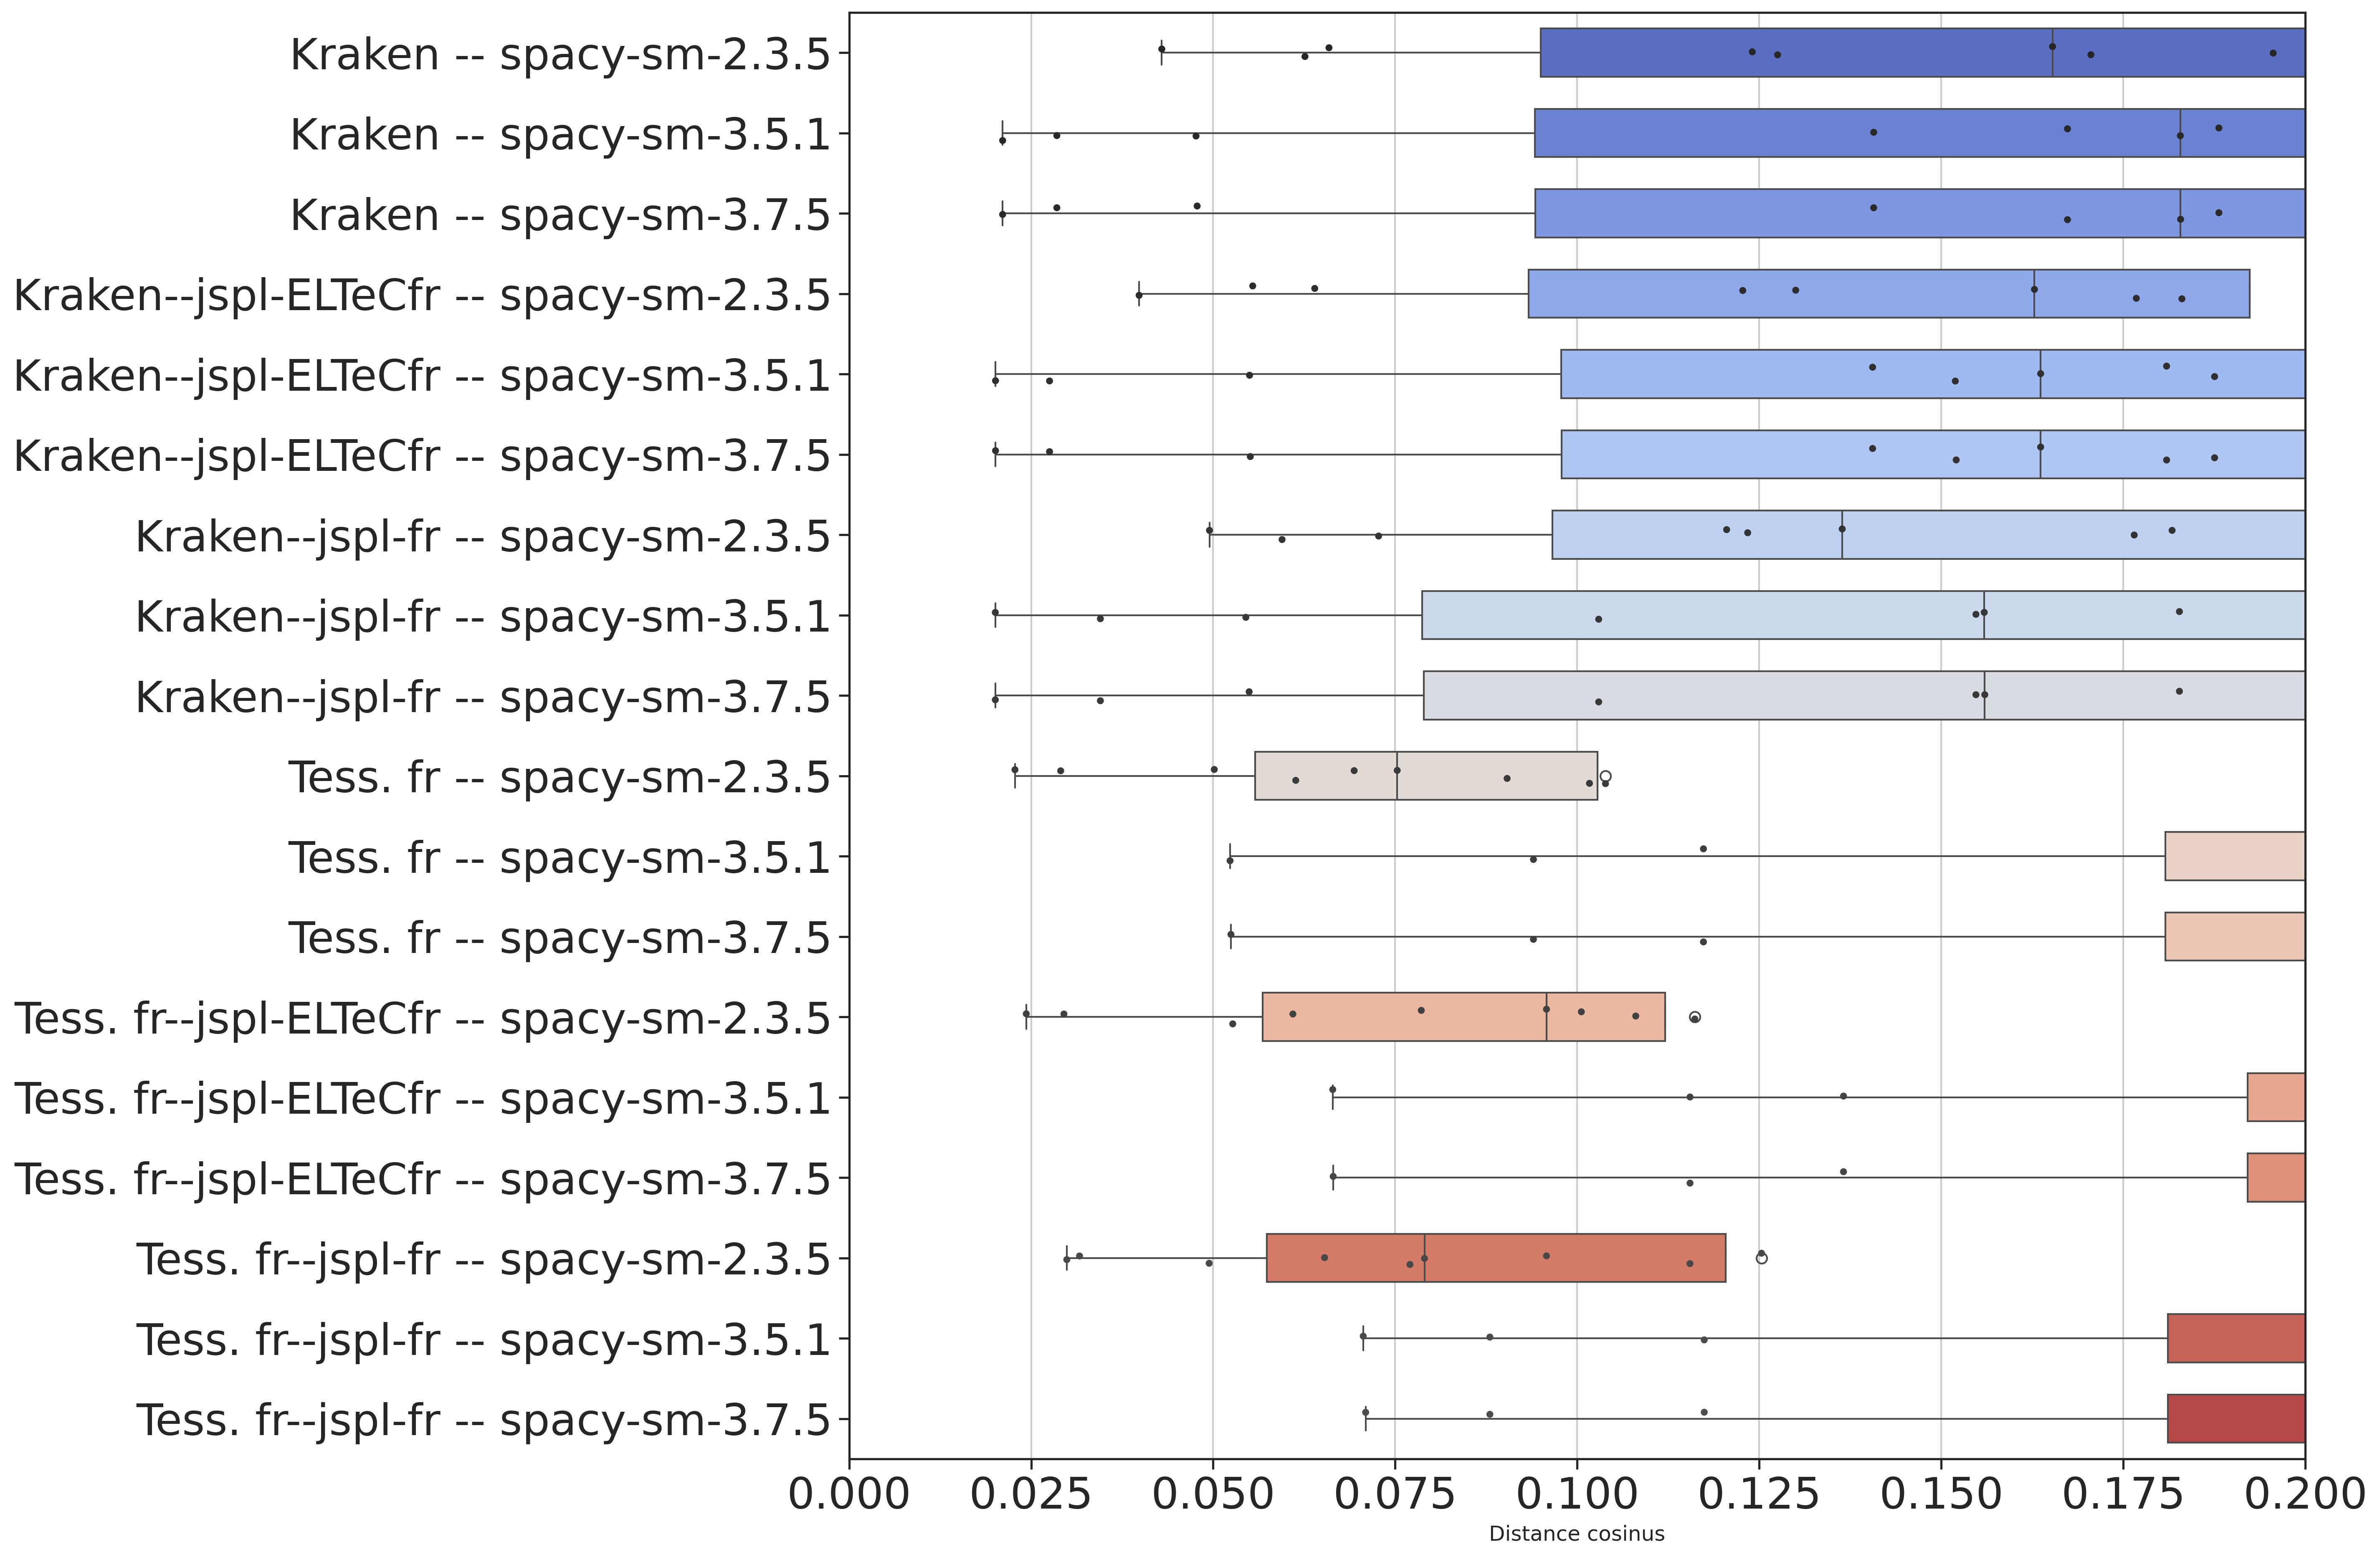 Kraken -- spacy-sm-2.3.5
Kraken -- spacy-sm-3.5.1
Kraken -- spacy-sm-3.7.5
Kraken--jspl-ELTeCfr -- spacy-sm-2.3.5
Kraken--jspl-ELTeCfr -- spacy-sm-3.5.1
Kraken--jspl-ELTeCfr -- spacy-sm-3.7.5
Kraken--jspl-fr -- spacy-sm-2.3.5
Kraken--jspl-fr -- spacy-sm-3.5.1
Kraken--jspl-fr -- spacy-sm-3.7.5
Tess. fr -- spacy-sm-2.3.5
Tess. fr -- spacy-sm-3.5.1
Tess. fr -- spacy-sm-3.7.5
Tess. fr--jspl-ELTeCfr -- spacy-sm-2.3.5
Tess. fr--jspl-ELTeCfr -- spacy-sm-3.5.1
Tess. fr--jspl-ELTeCfr -- spacy-sm-3.7.5
Tess. fr--jspl-fr -- spacy-sm-2.3.5
Tess. fr--jspl-fr -- spacy-sm-3.5.1
Tess. fr--jspl-fr -- spacy-sm-3.7.5
0.000 0.025 0.050 0.075 0.100 0.125 0.150 0.175 0.200
Distance cosinus